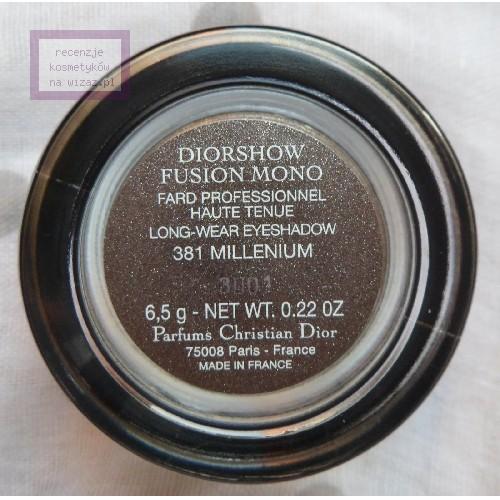 recenzje
kosmetyków
na wizaz.pl
DIORSHOW
FUSION MONO
FARD PROFESSIONNEL
HAUTE TENUE
LONG-WEAR EYESHADOW
381 MILLENIUM
3U01
6,5 g - NET WT. 0.22 OZ
Parfums Christian Dior
75008 Paris - France
MADE IN FRANCE